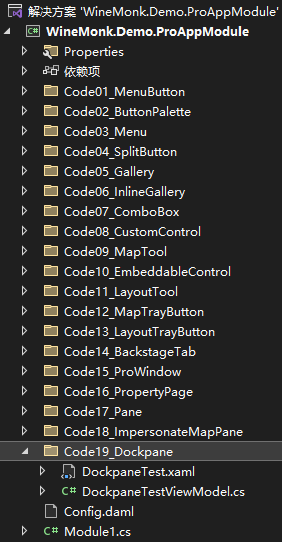 解决方案 'WineMonk.Demo.ProAppModule'
C# WineMonk.Demo.ProAppModule
Properties
依赖项
Code01_MenuButton
Code02_ButtonPalette
Code03_Menu
Code04_SplitButton
Code05_Gallery
Code06_InlineGallery
Code07_ComboBox
Code08_CustomControl
Code09_MapTool
Code10_EmbeddableControl
Code11_LayoutTool
Code12_MapTrayButton
Code13_LayoutTrayButton
Code14_BackstageTab
Code15_ProWindow
Code16_PropertyPage
Code17_Pane
Code18_ImpersonateMapPane
Code19_Dockpane
DockpaneTest.xaml
C# DockpaneTestViewModel.cs
Config.daml
C# Module1.cs